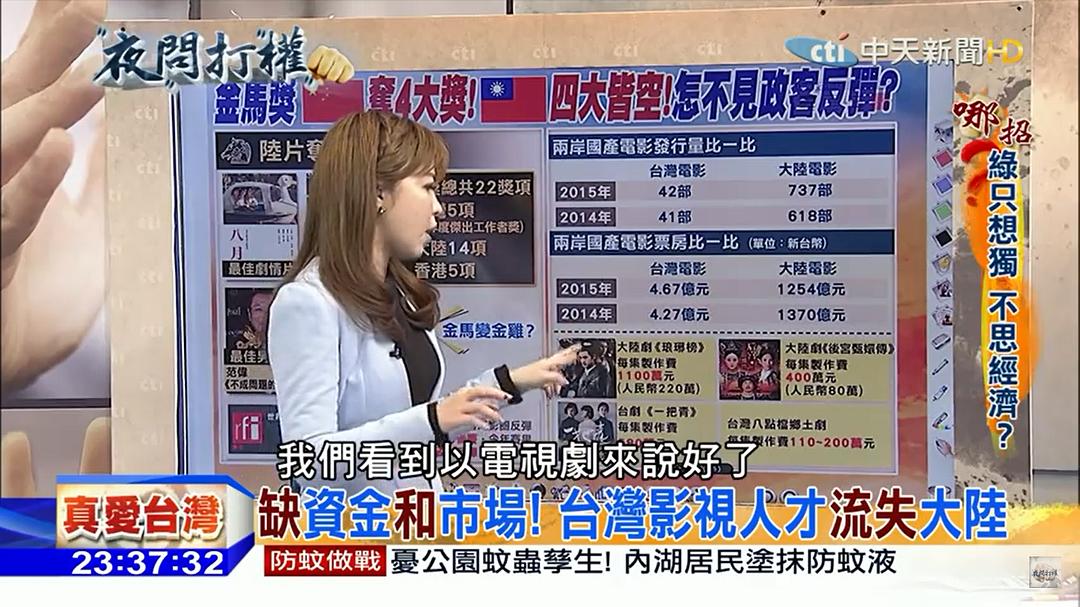 "夜問打"權
cti 中天新聞HD
金馬獎 奪4大獎! 四大皆空!怎不見政客反彈?
哪招
綠只想獨 不思經濟?
陸片奪
總共22獎項
5項
度傑出工作者獎)
大陸14項
香港5項
八月
最佳劇情片
最佳男
范偉
《不成問題的
金馬變金雞?
rfi
兩岸國產電影發行量比一比
台灣電影 大陸電影
2015年 42部 737部
2014年 41部 618部
兩岸國產電影票房比一比 (單位:新台幣)
台灣電影 大陸電影
2015年 4.67億元 1254億元
2014年 4.27億元 1370億元
大陸劇《琅琊榜》
每集製作費
1100萬元
(人民幣220萬)
大陸劇《後宮甄嬛傳》
每集製作費
400萬元
(人民幣80萬)
台劇《一把青》
每集製作費
台灣八點檔鄉土劇
每集製作費110~200萬元
我們看到以電視劇來說好了
真愛台灣
缺資金和市場! 台灣影視人才流失大陸
23:37:32
防蚊做戰 憂公園蚊蟲孳生! 內湖居民塗抹防蚊液
夜問打權